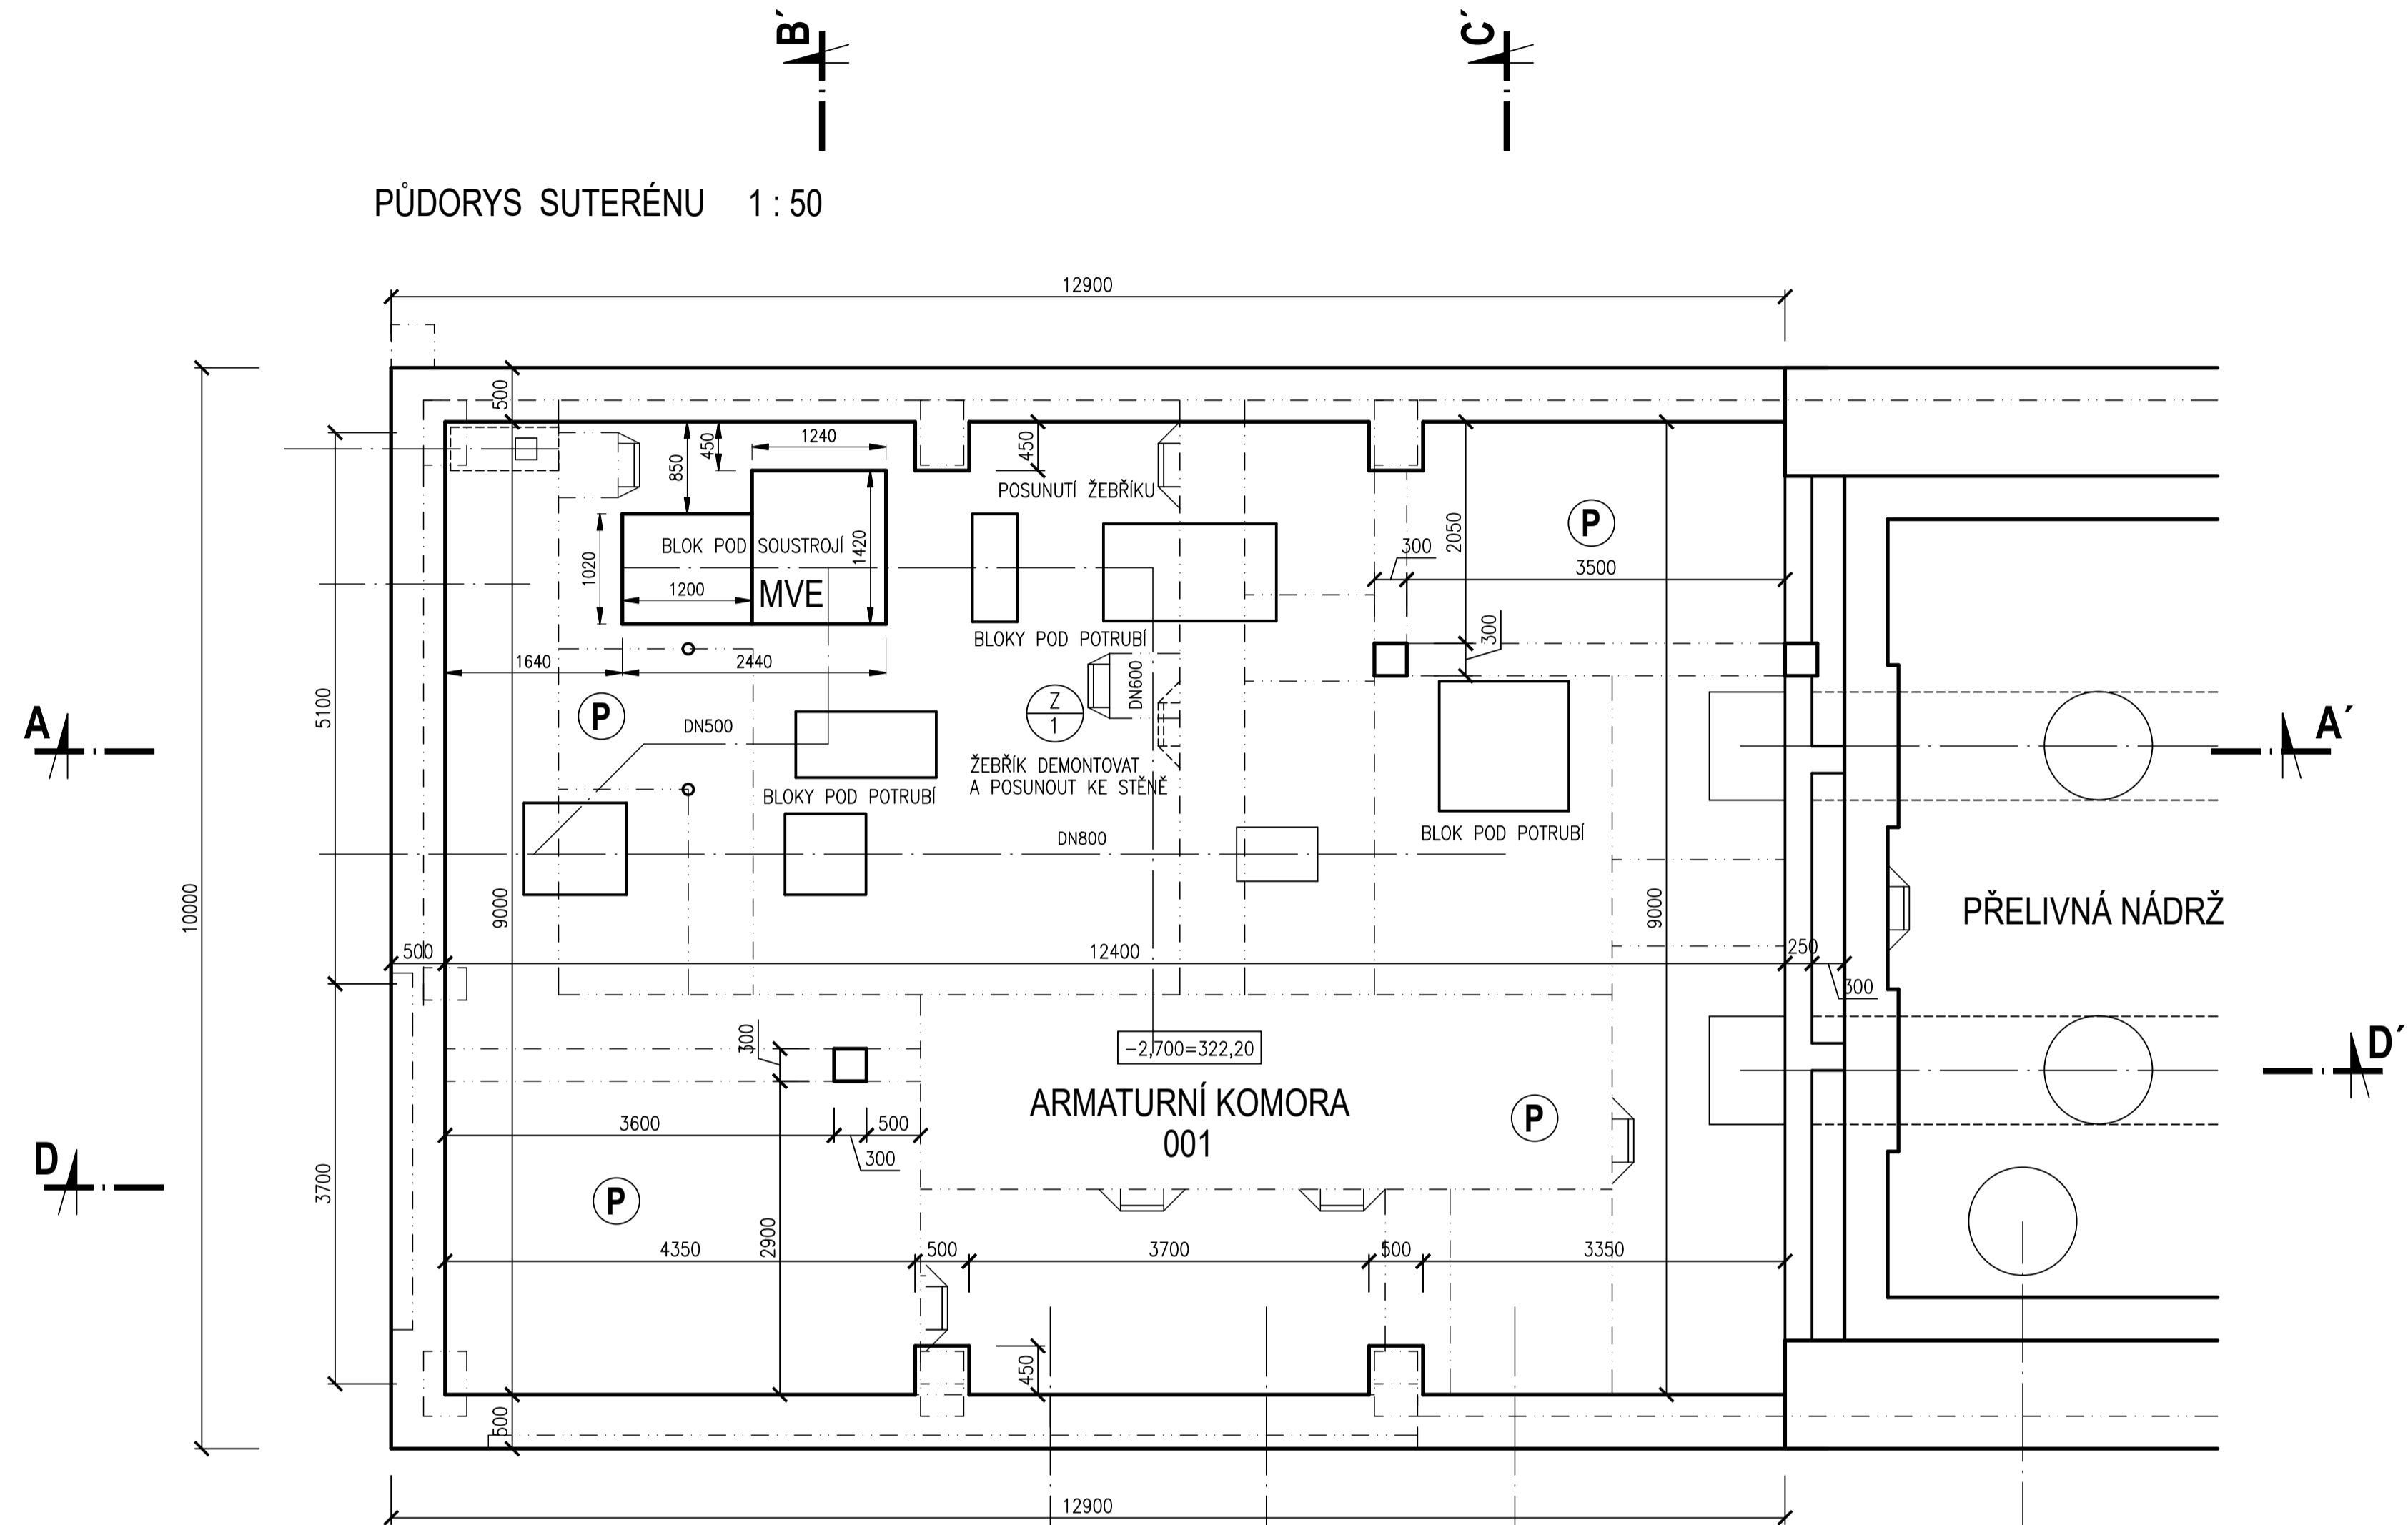 B´
C´
PŮDORYS SUTERÉNU 1 : 50
12900
500
450
1240
850
450
POSUNUTÍ ŽEBŘÍKU
P
2050
BLOK POD SOUSTROJÍ
1420
1020
300
3500
1200
MVE
300
BLOKY POD POTRUBÍ
1640
2440
5100
DN600
P
DN500
Z
1
A
A´
ŽEBŘÍK DEMONTOVAT
A POSUNOUT KE STĚNĚ
BLOKY POD POTRUBÍ
DN800
BLOK POD POTRUBÍ
10000
9000
9000
PŘELIVNÁ NÁDRŽ
500
12400
250
300
300
-2,700=322,20
D´
ARMATURNÍ KOMORA
001
P
3600
500
300
D
3700
P
2900
4350
500
3700
500
3350
450
500
12900